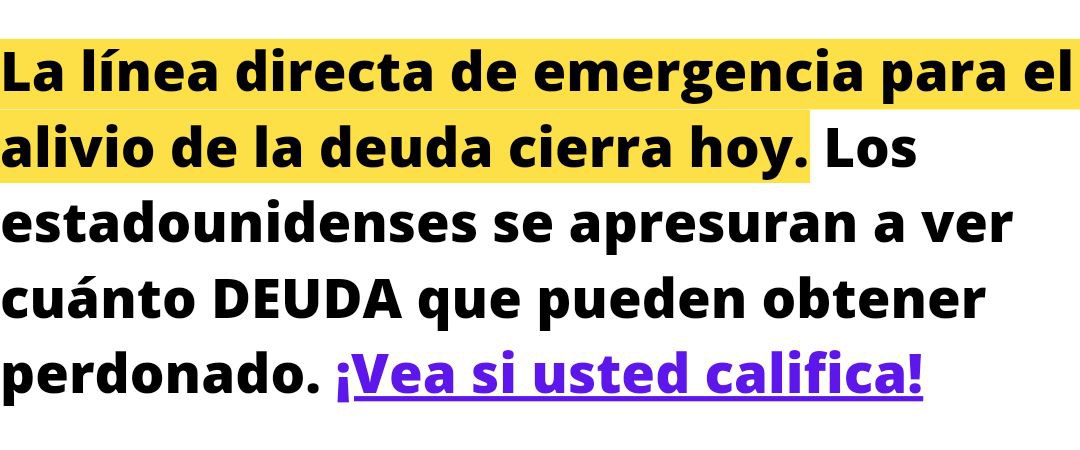 La línea directa de emergencia para el
alivio de la deuda cierra hoy. Los
estadounidenses se apresuran a ver
cuánto DEUDA que pueden obtener
perdonado. ¡Vea si usted califica!